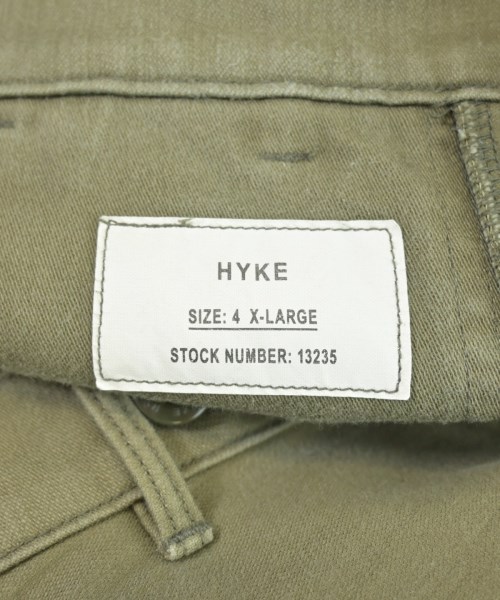 HYKE
SIZE: 4 X-LARGE
STOCK NUMBER: 13235